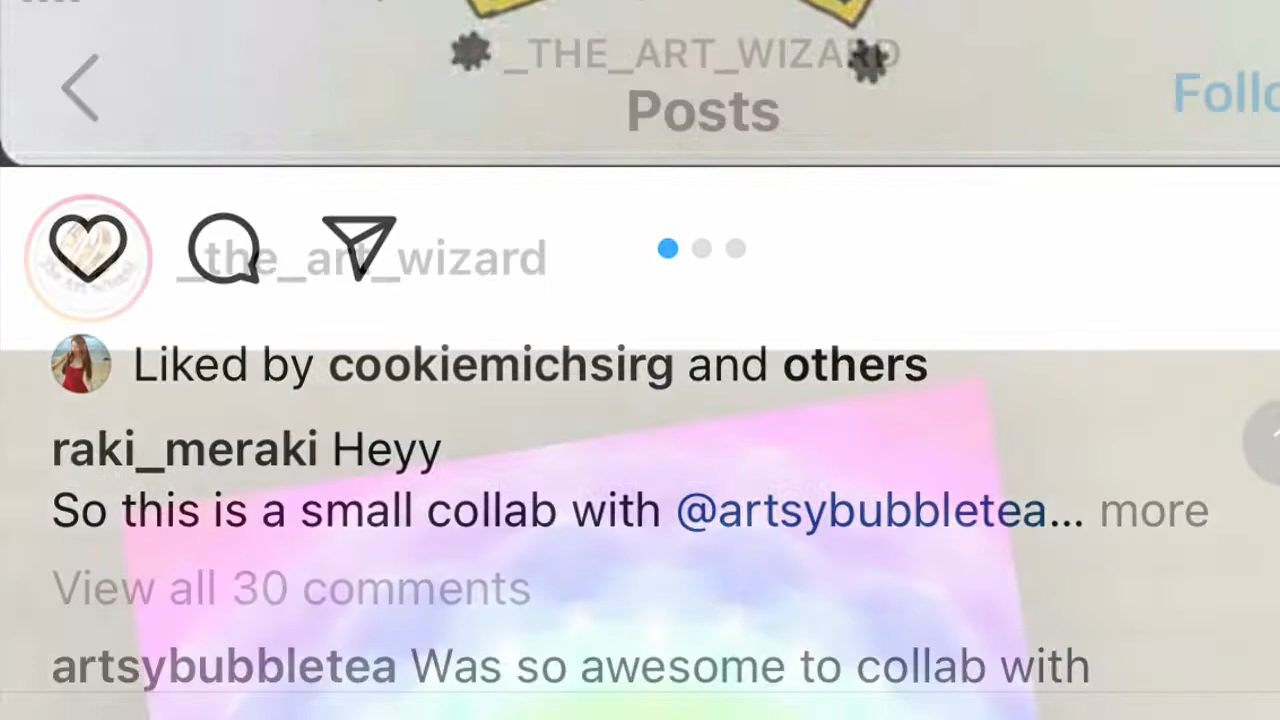 _THE_ART_WIZARD
Posts
_the_art_wizard
Liked by cookiemichsirg and others
raki_meraki Heyy
So this is a small collab with @artsybubbletea... more
View all 30 comments
artsybubbletea Was so awesome to collab with